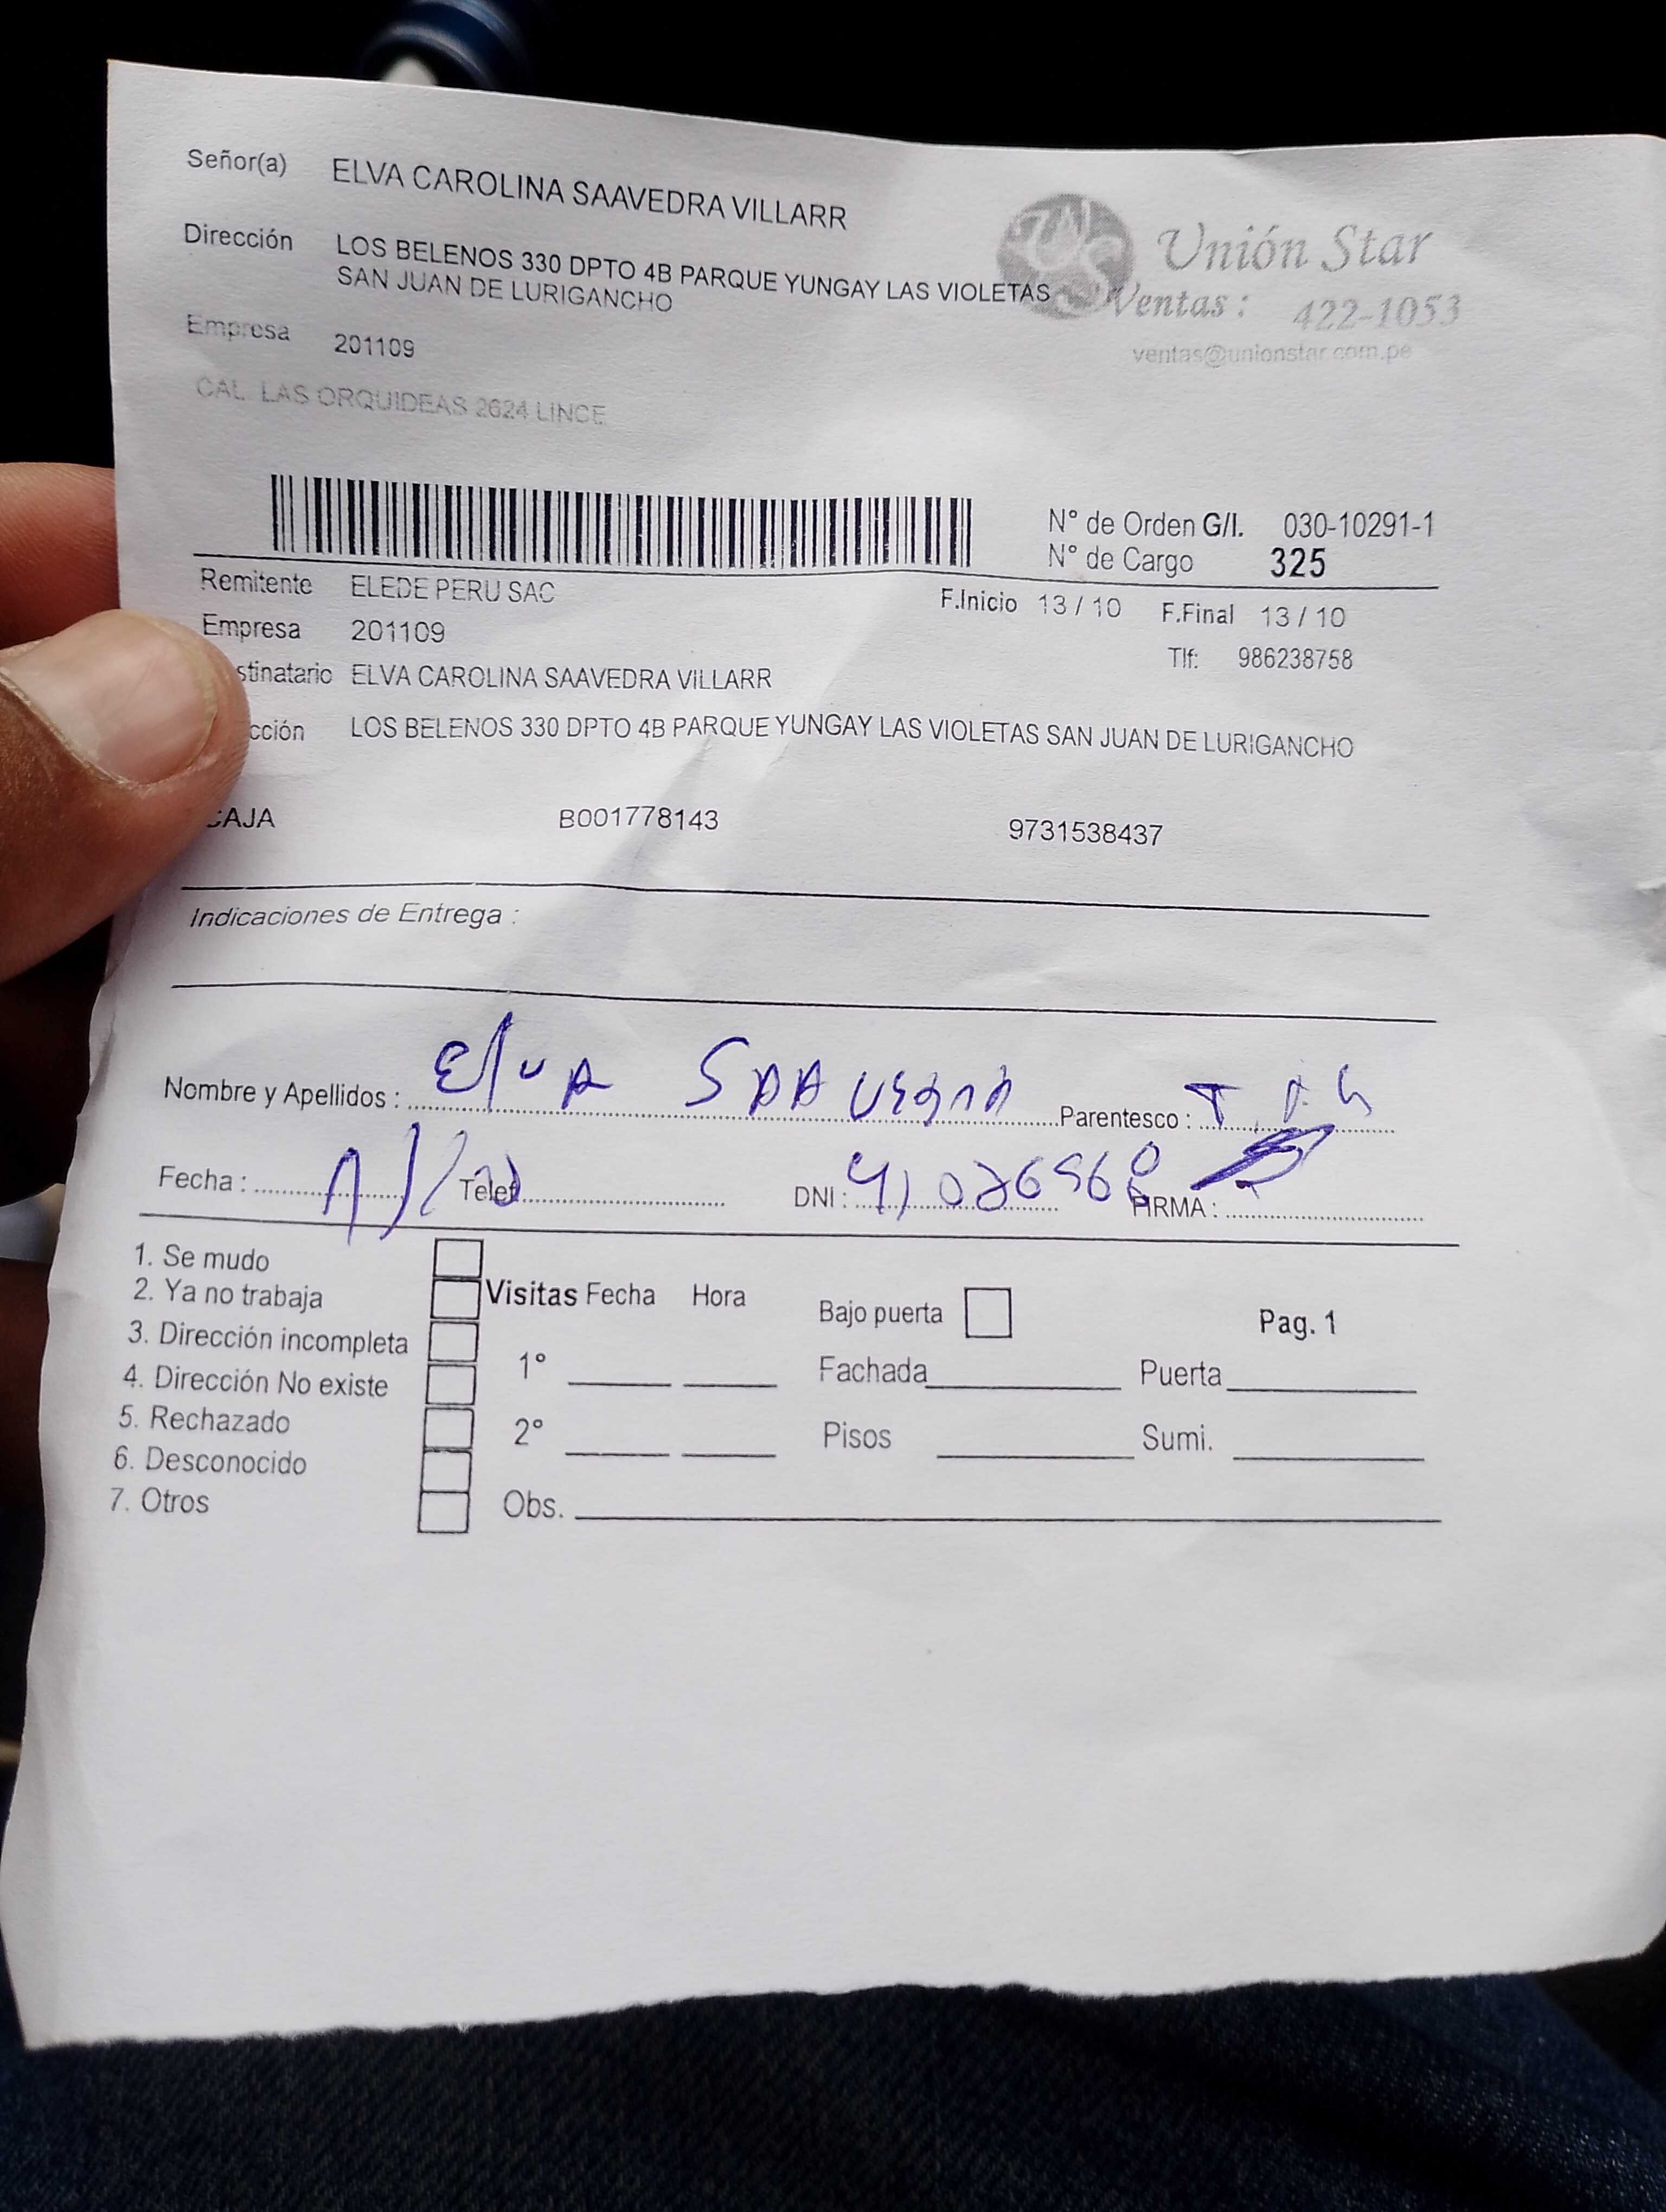 Señor(a) ELVA CAROLINA SAAVEDRA VILLARR
Dirección LOS BELENOS 330 DPTO 4B PARQUE YUNGAY LAS VIOLETAS
SAN JUAN DE LURIGANCHO
Unión Star
Ventas : 422-1053
ventas@unionstar.com.pe
Empresa 201109
CAL LAS ORQUIDEAS 2624 LINCE
N° de Orden G/I. 030-10291-1
N° de Cargo 325
Remitente ELEDE PERU SAC
F.Inicio 13 / 10 F.Final 13 / 10
Empresa 201109
Tlf: 986238758
stinatario ELVA CAROLINA SAAVEDRA VILLARR
cción LOS BELENOS 330 DPTO 4B PARQUE YUNGAY LAS VIOLETAS SAN JUAN DE LURIGANCHO
CAJA B001778143 9731538437
Indicaciones de Entrega :
Nombre y Apellidos : Elva Saavedra Parentesco :
Fecha : Telef. DNI : FIRMA :
1. Se mudo
2. Ya no trabaja
3. Dirección incompleta
4. Dirección No existe
5. Rechazado
6. Desconocido
7. Otros
Visitas Fecha Hora Bajo puerta Pag. 1
1° Fachada Puerta
2° Pisos Sumi.
Obs.